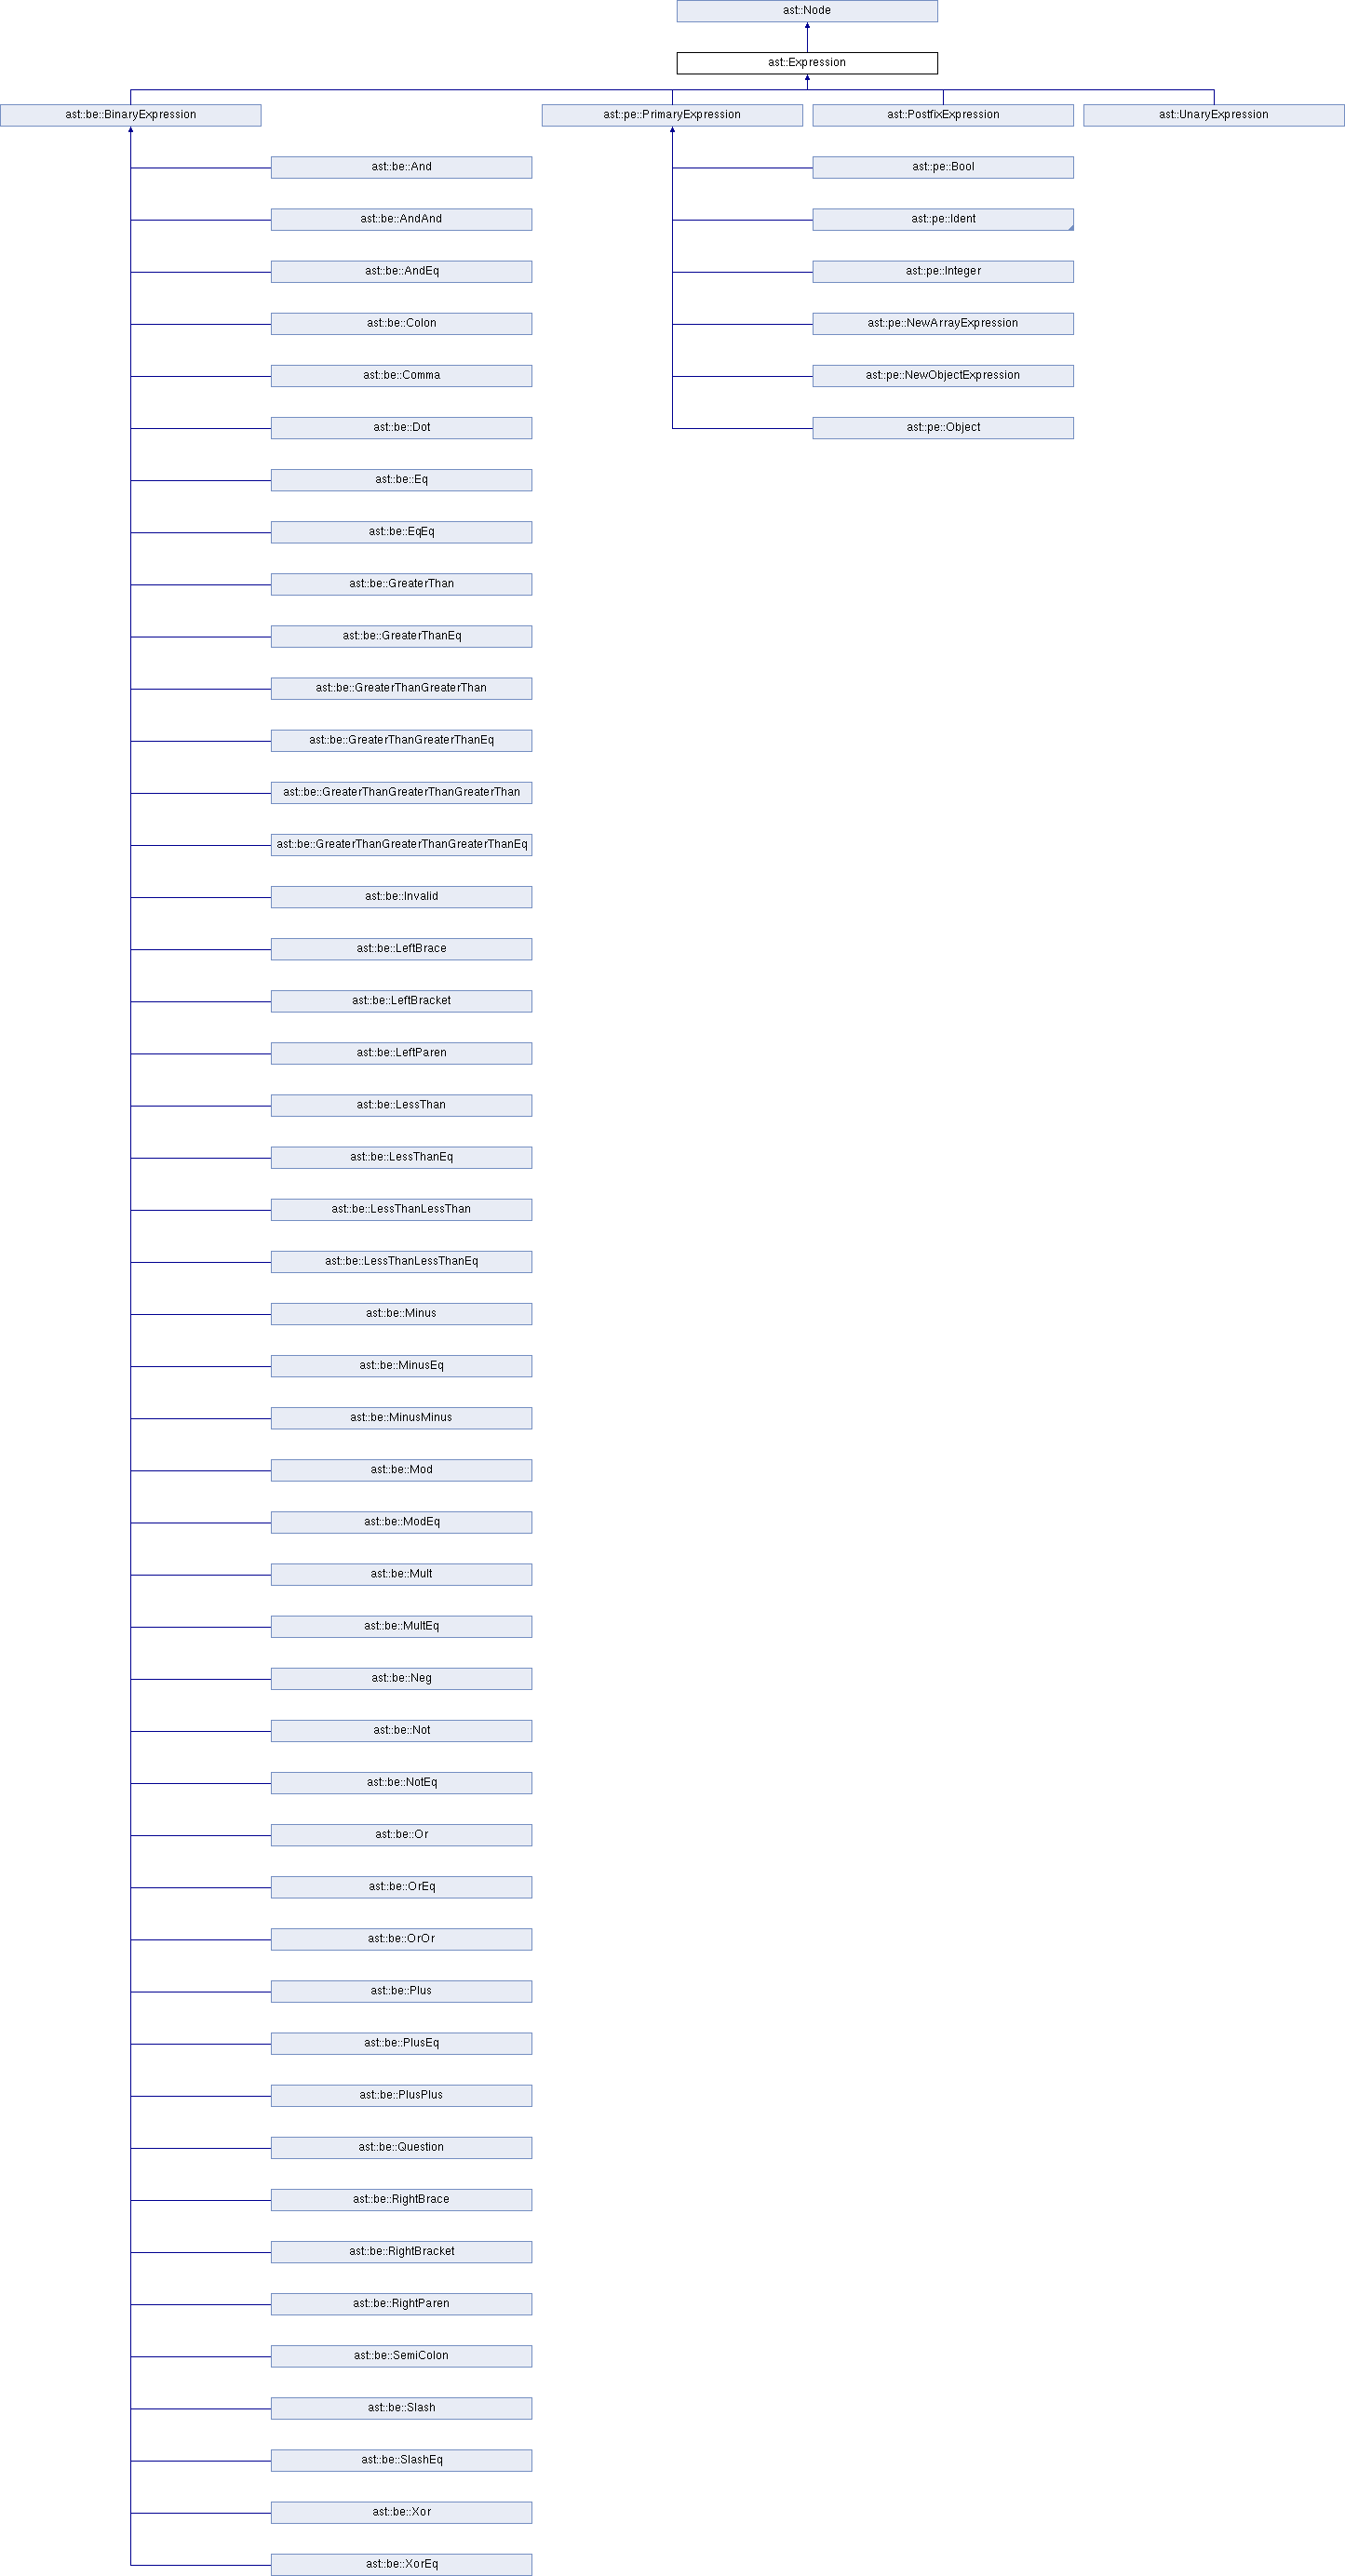 ast::Node
ast::Expression
ast::be::BinaryExpression
ast::pe::PrimaryExpression
ast::PostfixExpression
ast::UnaryExpression
ast::be::And
ast::pe::Bool
ast::be::AndAnd
ast::pe::Ident
ast::be::AndEq
ast::pe::Integer
ast::be::Colon
ast::pe::NewArrayExpression
ast::be::Comma
ast::pe::NewObjectExpression
ast::be::Dot
ast::pe::Object
ast::be::Eq
ast::be::EqEq
ast::be::GreaterThan
ast::be::GreaterThanEq
ast::be::GreaterThanGreaterThan
ast::be::GreaterThanGreaterThanEq
ast::be::GreaterThanGreaterThanGreaterThan
ast::be::GreaterThanGreaterThanGreaterThanEq
ast::be::Invalid
ast::be::LeftBrace
ast::be::LeftBracket
ast::be::LeftParen
ast::be::LessThan
ast::be::LessThanEq
ast::be::LessThanLessThan
ast::be::LessThanLessThanEq
ast::be::Minus
ast::be::MinusEq
ast::be::MinusMinus
ast::be::Mod
ast::be::ModEq
ast::be::Mult
ast::be::MultEq
ast::be::Neg
ast::be::Not
ast::be::NotEq
ast::be::Or
ast::be::OrEq
ast::be::OrOr
ast::be::Plus
ast::be::PlusEq
ast::be::PlusPlus
ast::be::Question
ast::be::RightBrace
ast::be::RightBracket
ast::be::RightParen
ast::be::SemiColon
ast::be::Slash
ast::be::SlashEq
ast::be::Xor
ast::be::XorEq